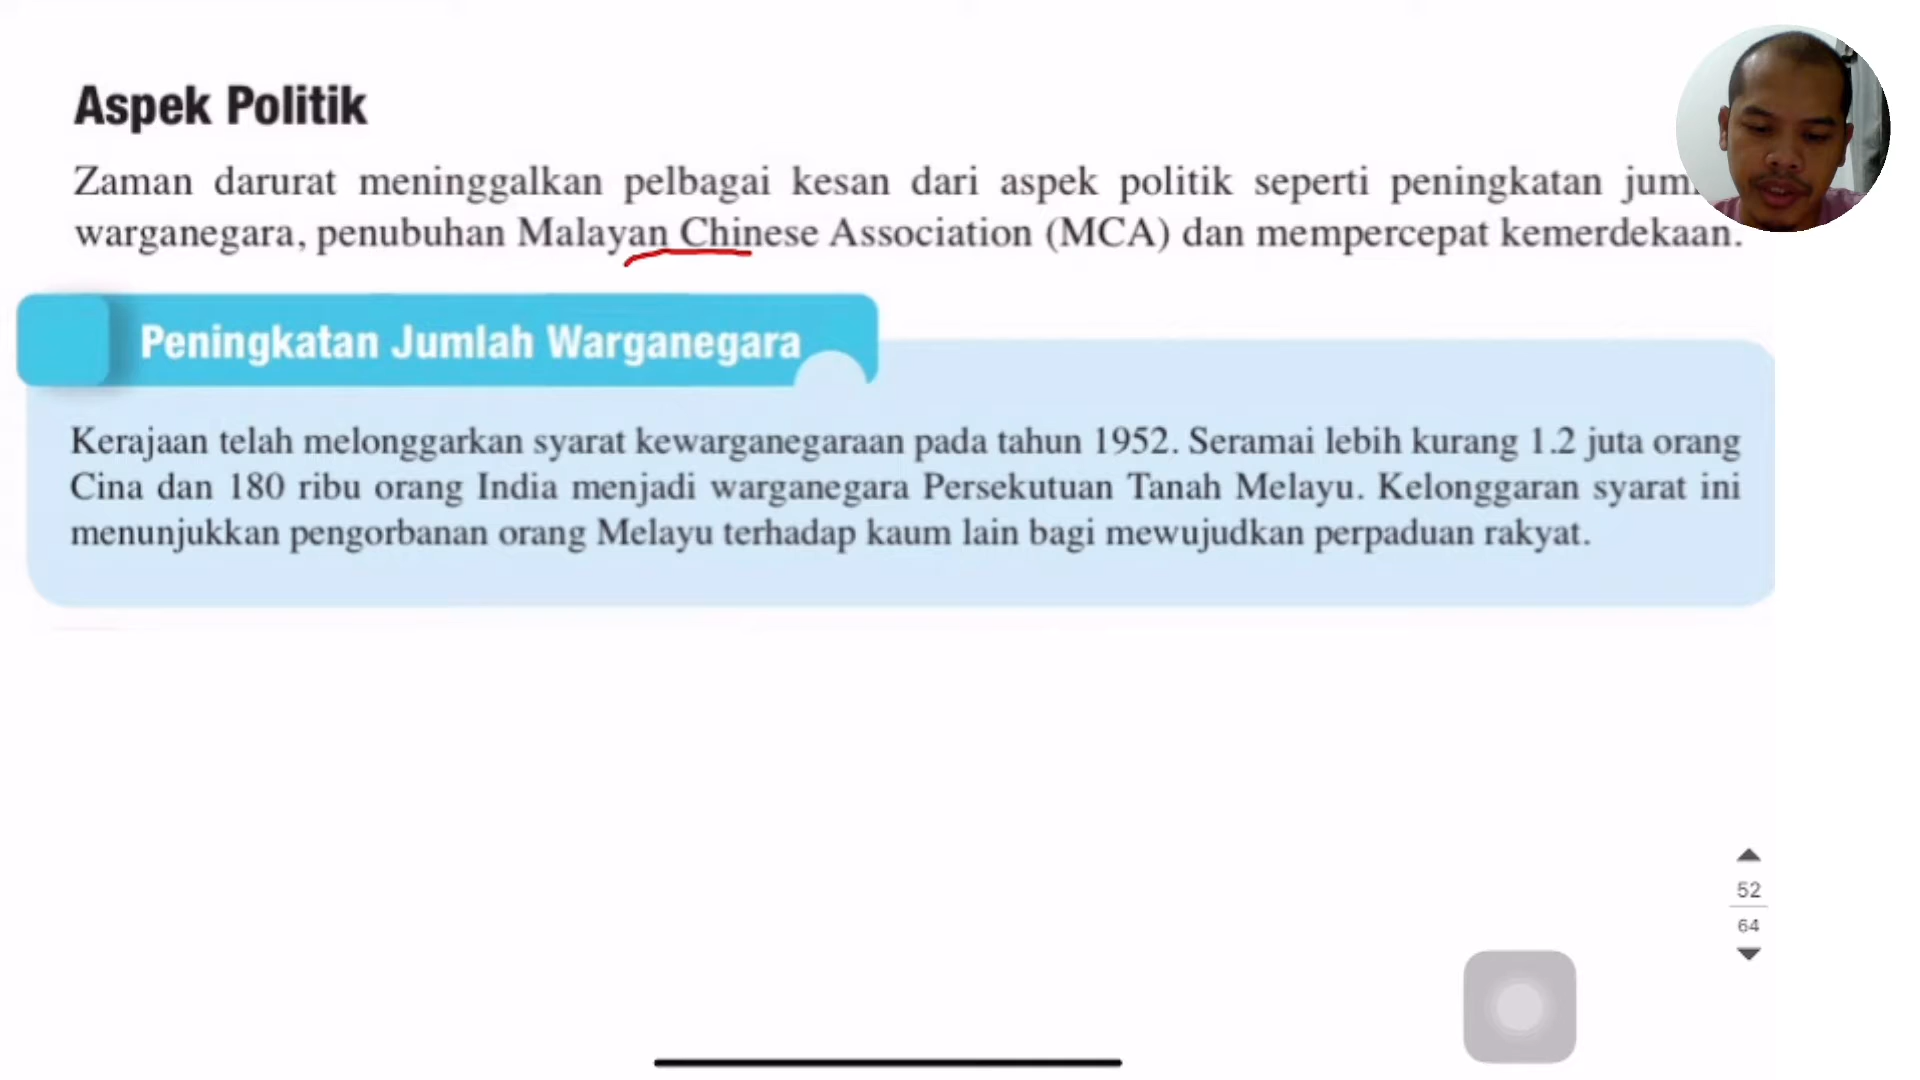 Aspek Politik
Zaman darurat meninggalkan pelbagai kesan dari aspek politik seperti peningkatan
warganegara, penubuhan Malayan Chinese Association (MCA) dan mempercepat kemerdekaan.
Peningkatan Jumlah Warganegara
Kerajaan telah melonggarkan syarat kewarganegaraan pada tahun 1952. Seramai lebih kurang 1.2 juta orang
Cina dan 180 ribu orang India menjadi warganegara Persekutuan Tanah Melayu. Kelonggaran syarat ini
menunjukkan pengorbanan orang Melayu terhadap kaum lain bagi mewujudkan perpaduan rakyat.
52
64